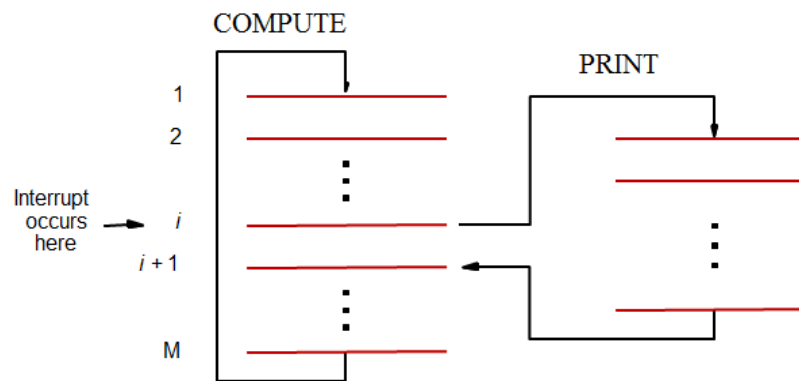 COMPUTE
PRINT
1
2
Interrupt
occurs
here
i
i + 1
M